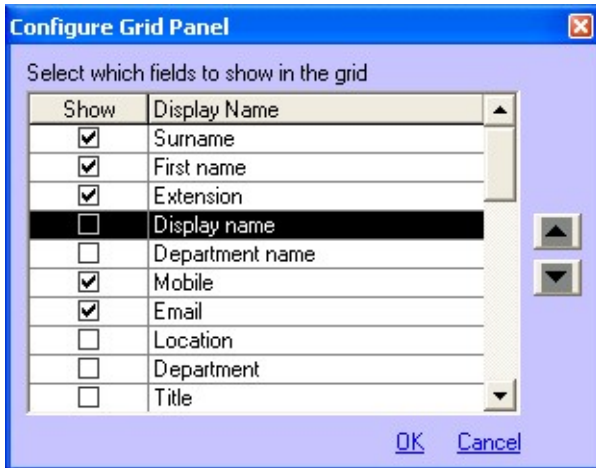 Configure Grid Panel
Select which fields to show in the grid
Show Display Name
Surname
First name
Extension
Display name
Department name
Mobile
Email
Location
Department
Title
OK Cancel